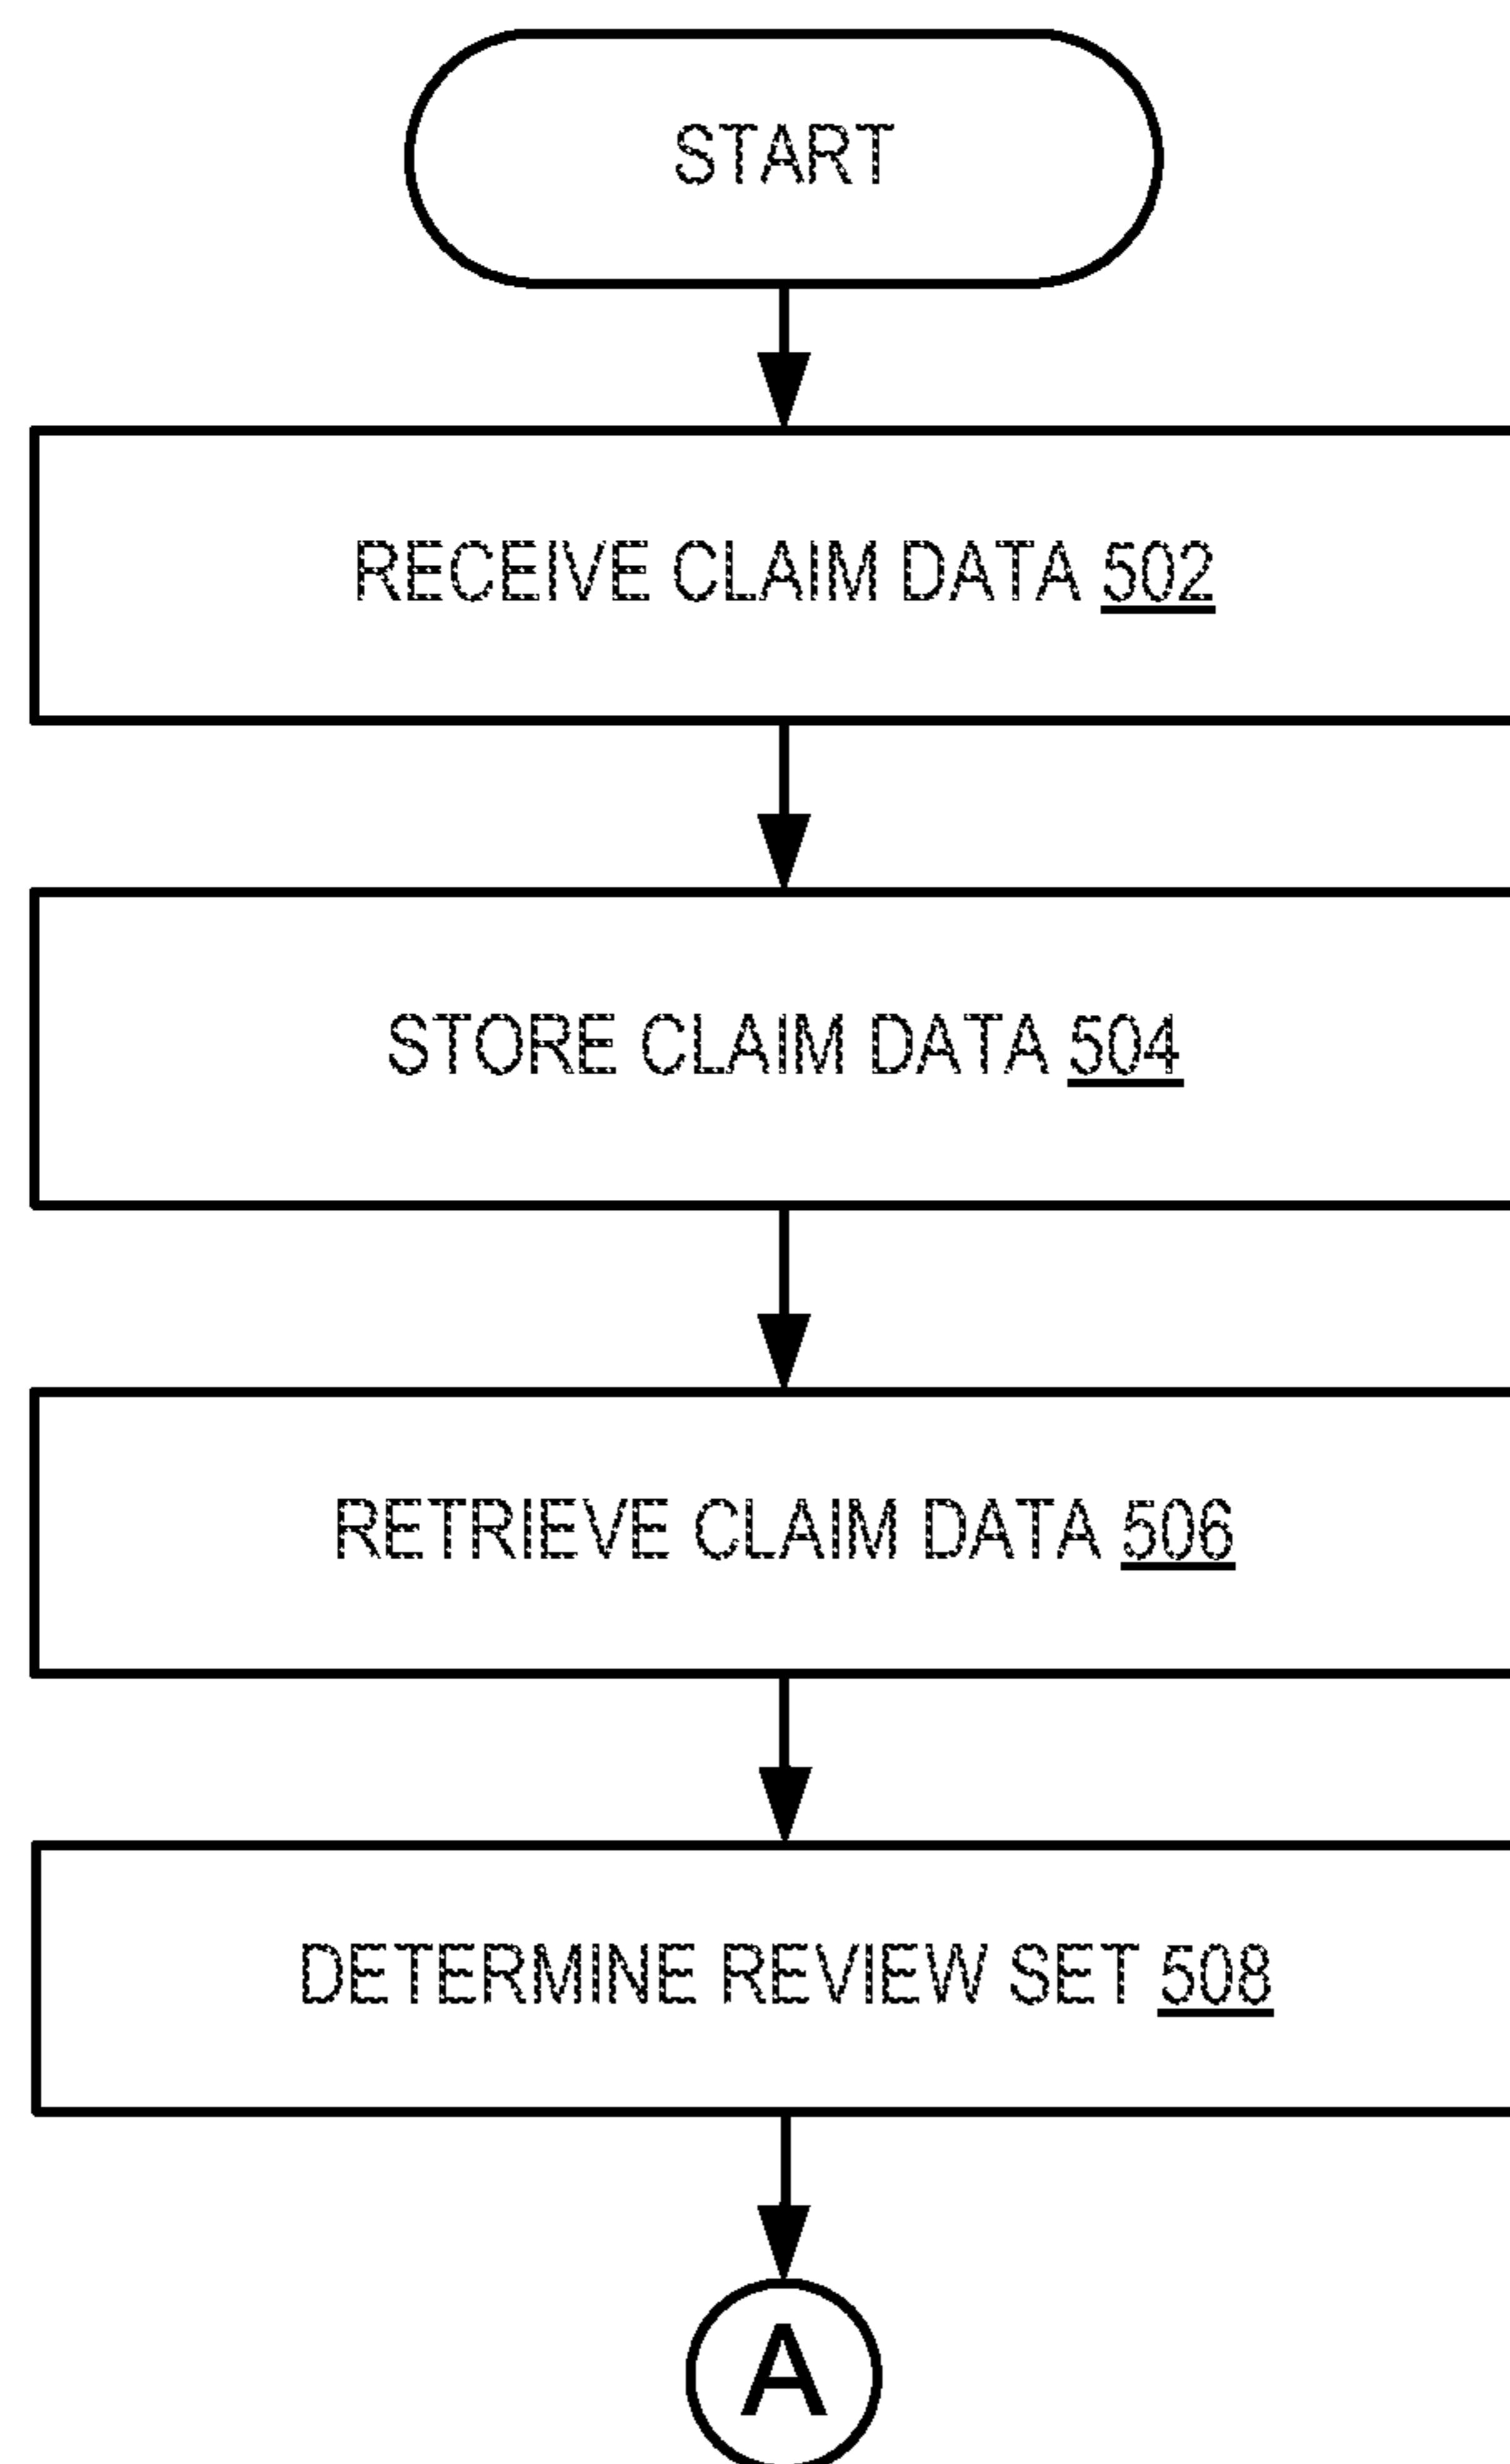 START
RECEIVE CLAIM DATA 502
STORE CLAIM DATA 504
RETRIEVE CLAIM DATA 506
DETERMINE REVIEW SET 508
A